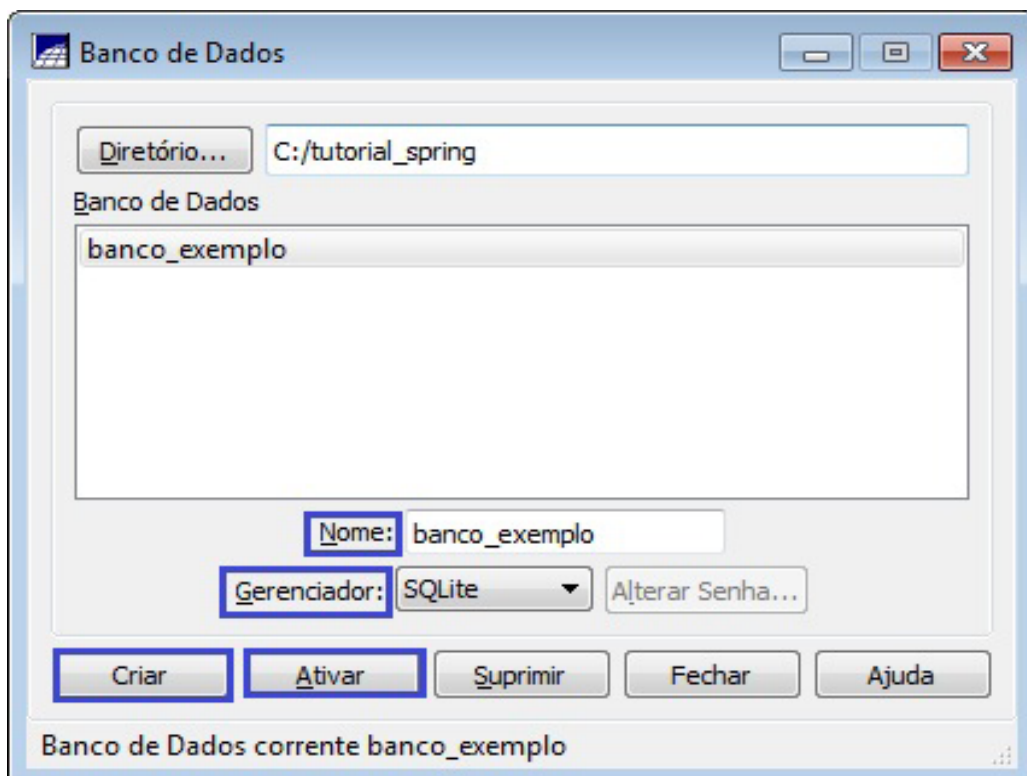 Banco de Dados
Diretório... C:/tutorial_spring
Banco de Dados
banco_exemplo
Nome: banco_exemplo
Gerenciador: SQLite Alterar Senha...
Criar Ativar Suprimir Fechar Ajuda
Banco de Dados corrente banco_exemplo